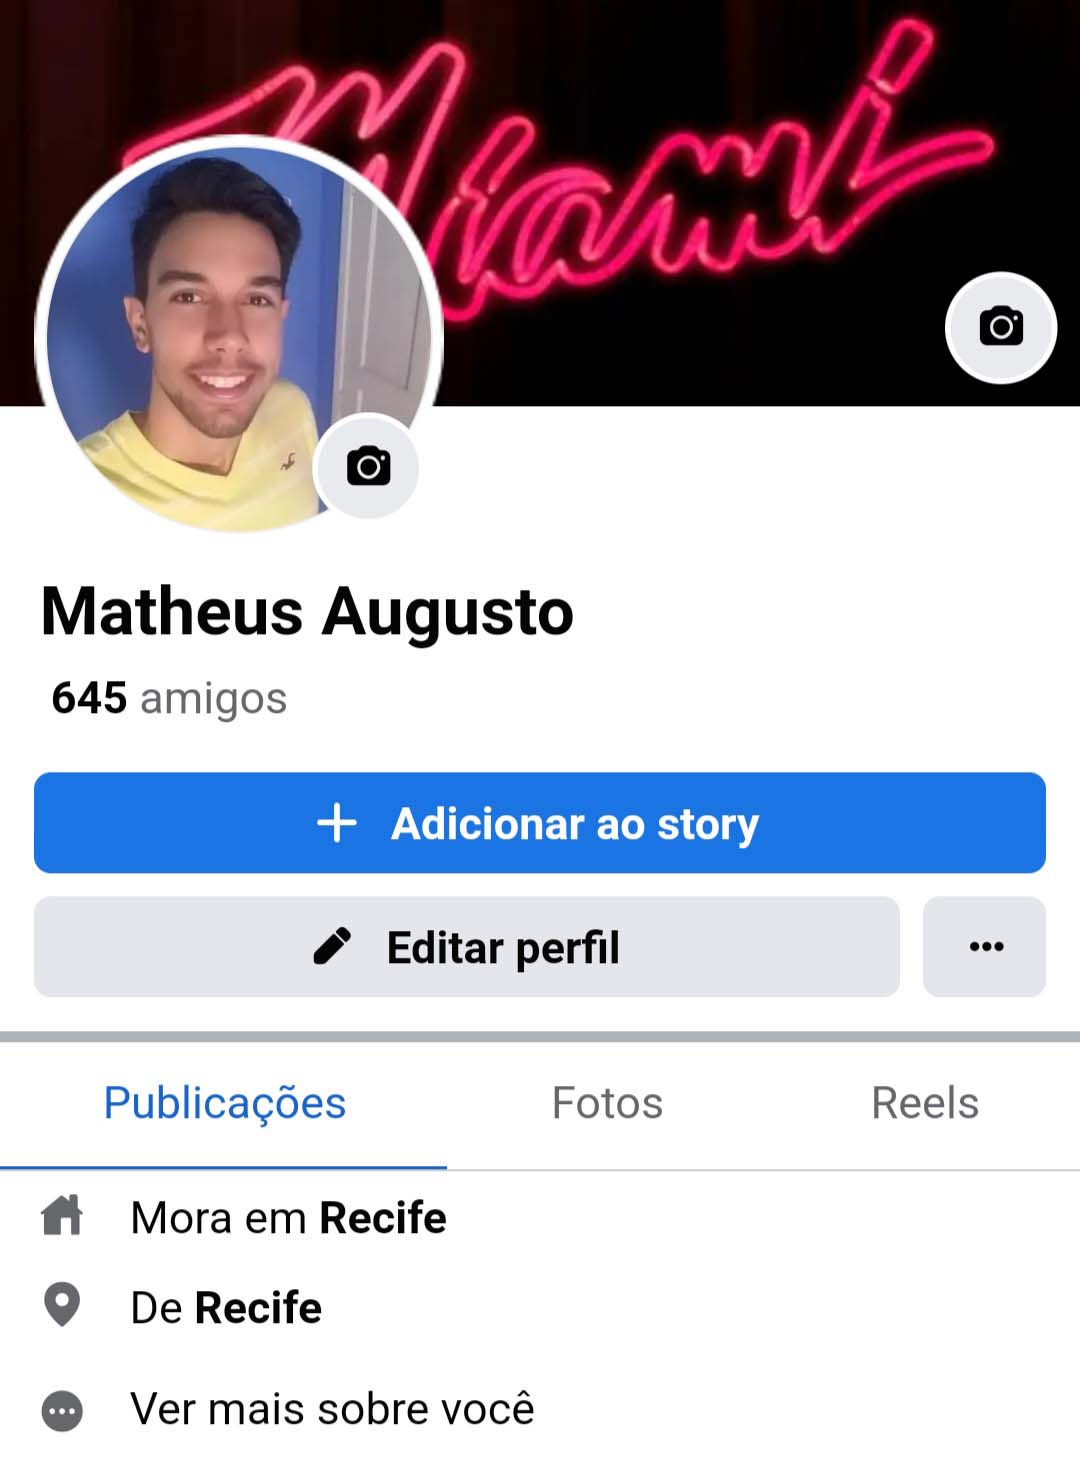 Miami
Matheus Augusto
645 amigos
Adicionar ao story
Editar perfil
Publicações Fotos Reels
Mora em Recife
De Recife
Ver mais sobre você